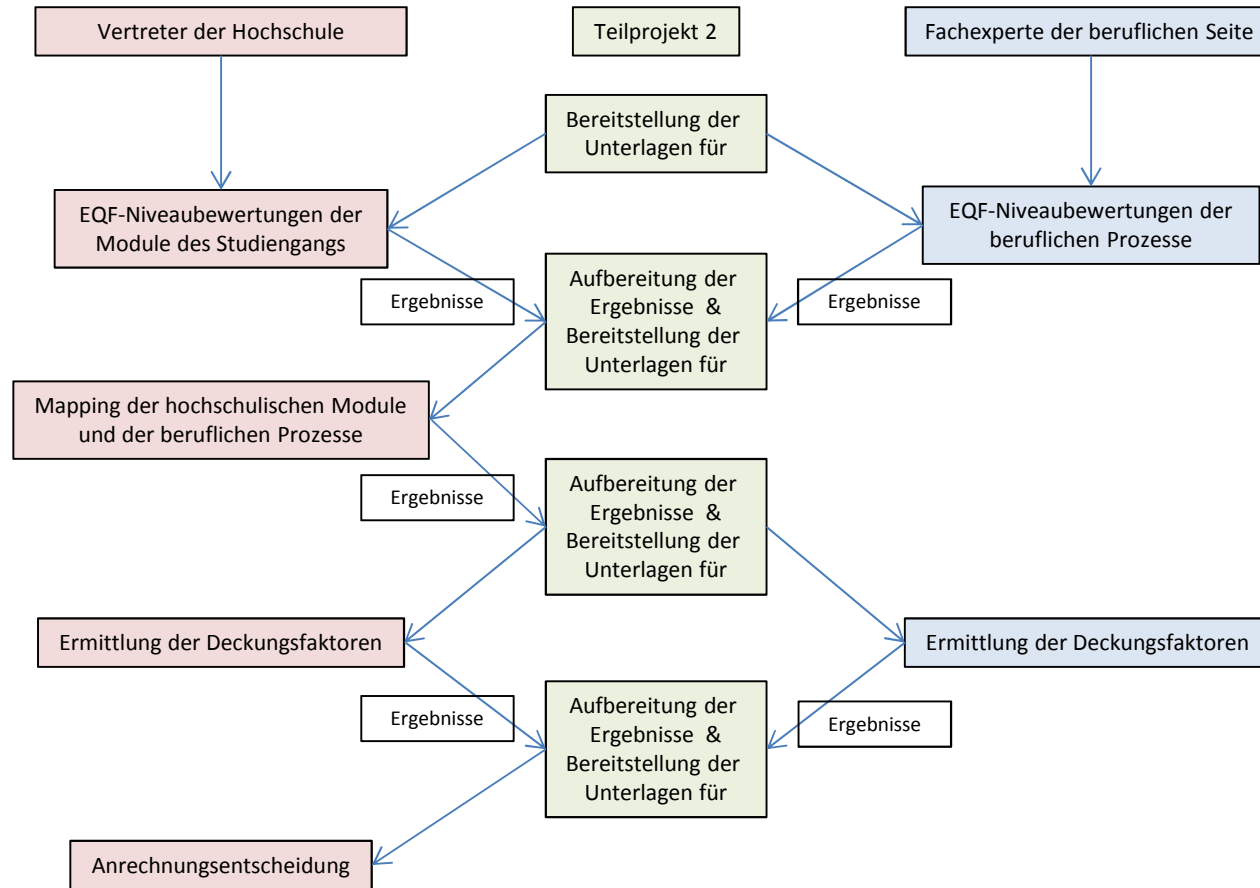 Vertreter der Hochschule
Teilprojekt 2
Fachexperte der beruflichen Seite
Bereitstellung der
Unterlagen für
EQF-Niveaubewertungen der
Module des Studiengangs
EQF-Niveaubewertungen der
beruflichen Prozesse
Ergebnisse
Aufbereitung der
Ergebnisse &
Bereitstellung der
Unterlagen für
Ergebnisse
Mapping der hochschulischen Module
und der beruflichen Prozesse
Ergebnisse
Aufbereitung der
Ergebnisse &
Bereitstellung der
Unterlagen für
Ermittlung der Deckungsfaktoren
Ermittlung der Deckungsfaktoren
Ergebnisse
Aufbereitung der
Ergebnisse &
Bereitstellung der
Unterlagen für
Ergebnisse
Anrechnungsentscheidung